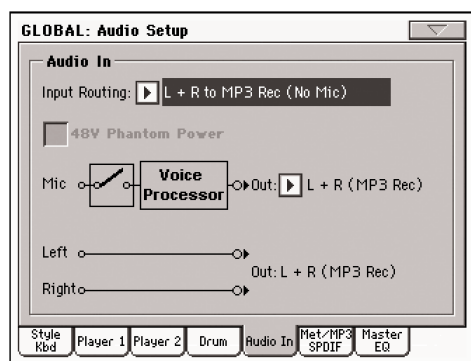 GLOBAL: Audio Setup
Audio In
Input Routing: L + R to MP3 Rec (No Mic)
48V Phantom Power
Mic Voice Processor Out: L + R (MP3 Rec)
Left
Out: L + R (MP3 Rec)
Right
Style Kbd Player 1 Player 2 Drum Audio In Met/MP3 SPDIF Master EQ